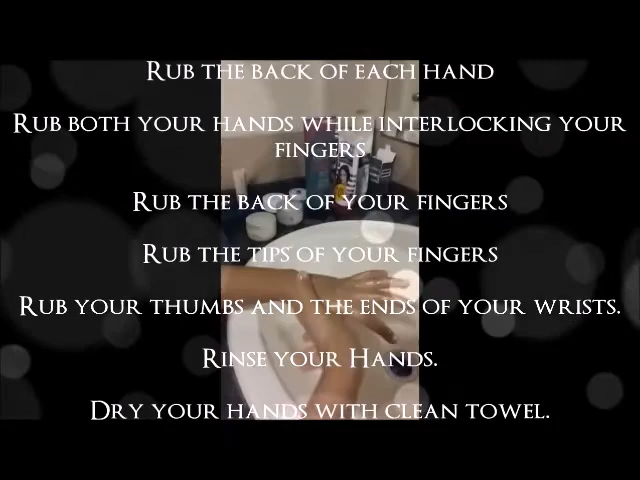 Rub the back of each hand
Rub both your hands while interlocking your
fingers
Rub the back of your fingers
Rub the tips of your fingers
Rub your thumbs and the ends of your wrists.
Rinse your Hands.
Dry your hands with clean towel.